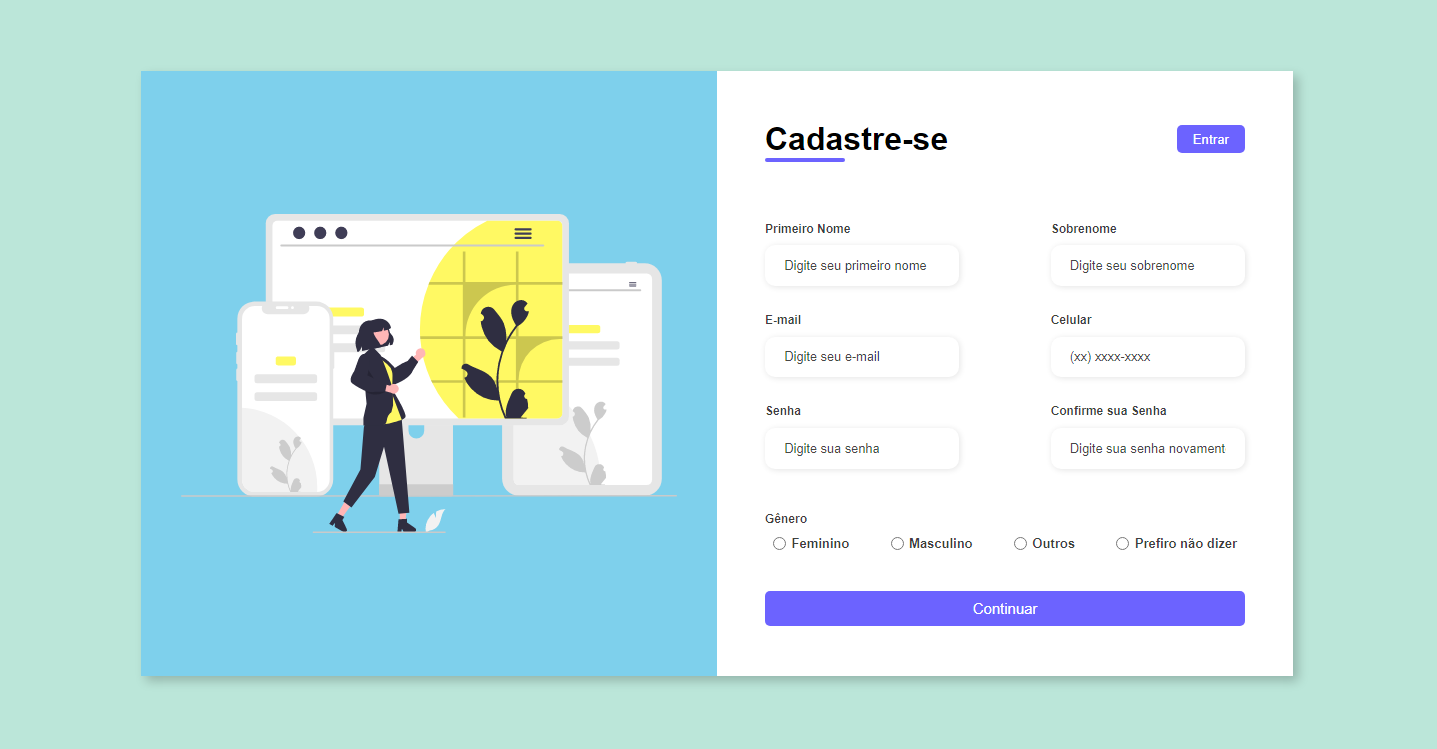 Cadastre-se
Entrar
Primeiro Nome
Sobrenome
Digite seu primeiro nome
Digite seu sobrenome
E-mail
Celular
Digite seu e-mail
(xx) xxxx-xxxx
Senha
Confirme sua Senha
Digite sua senha
Digite sua senha novament
Gênero
Feminino Masculino Outros Prefiro não dizer
Continuar